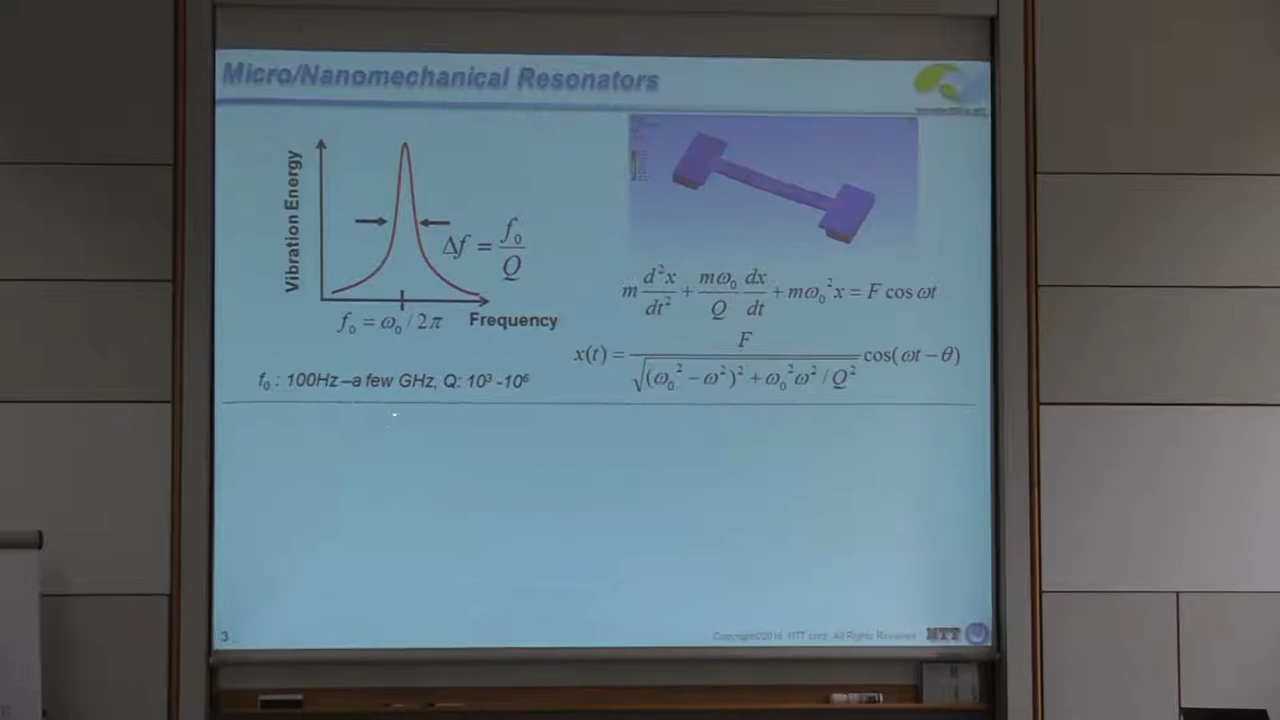 Micro/Nanomechanical Resonators
Vibration Energy
Δf = f₀/Q
f₀ = ω₀ / 2π
Frequency
m d²x/dt² + mω₀/Q dx/dt + mω₀²x = F cos ωt
x(t) = F/√((ω₀² − ω²)² + ω₀²ω² / Q²) cos(ωt − θ)
f₀ : 100Hz –a few GHz, Q: 10³ -10⁶
3
Copyright©2016 NTT corp. All Rights Reserved.
NTT